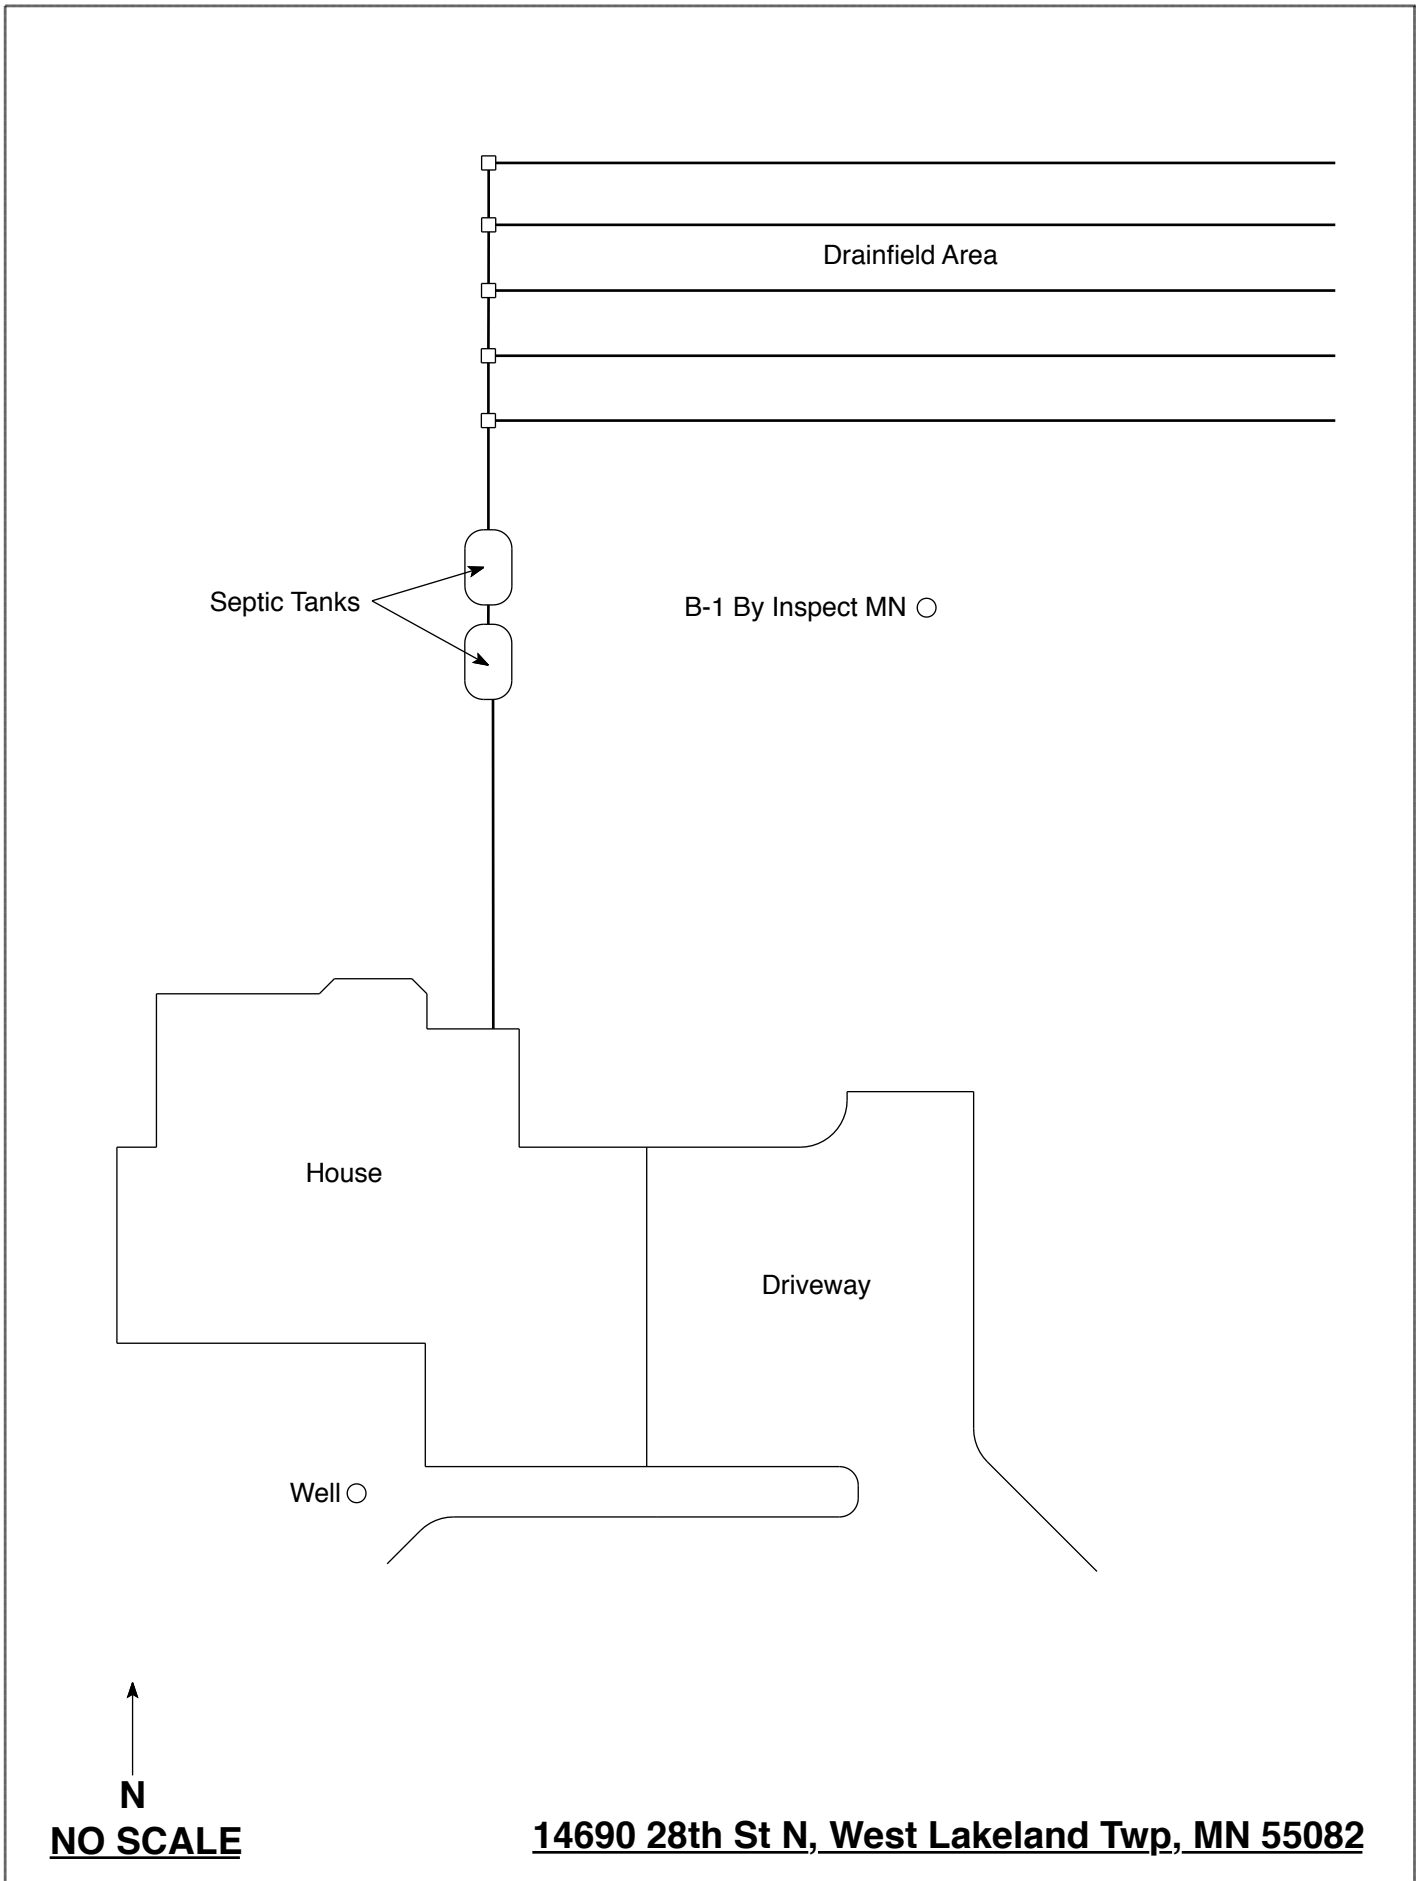 Drainfield Area
Septic Tanks
B-1 By Inspect MN
House
Driveway
Well
N
NO SCALE
14690 28th St N, West Lakeland Twp, MN 55082